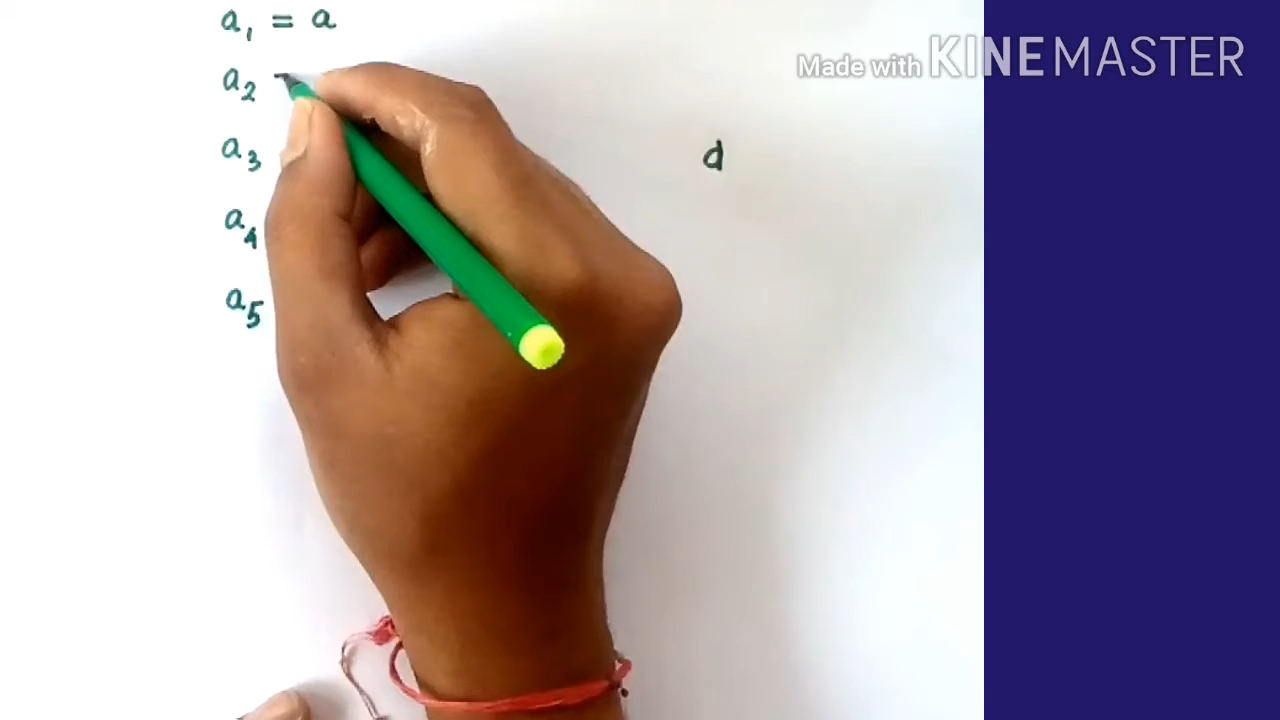 a₁ = a
Made with KINEMASTER
a₂
a₃
d
a₄
a₅